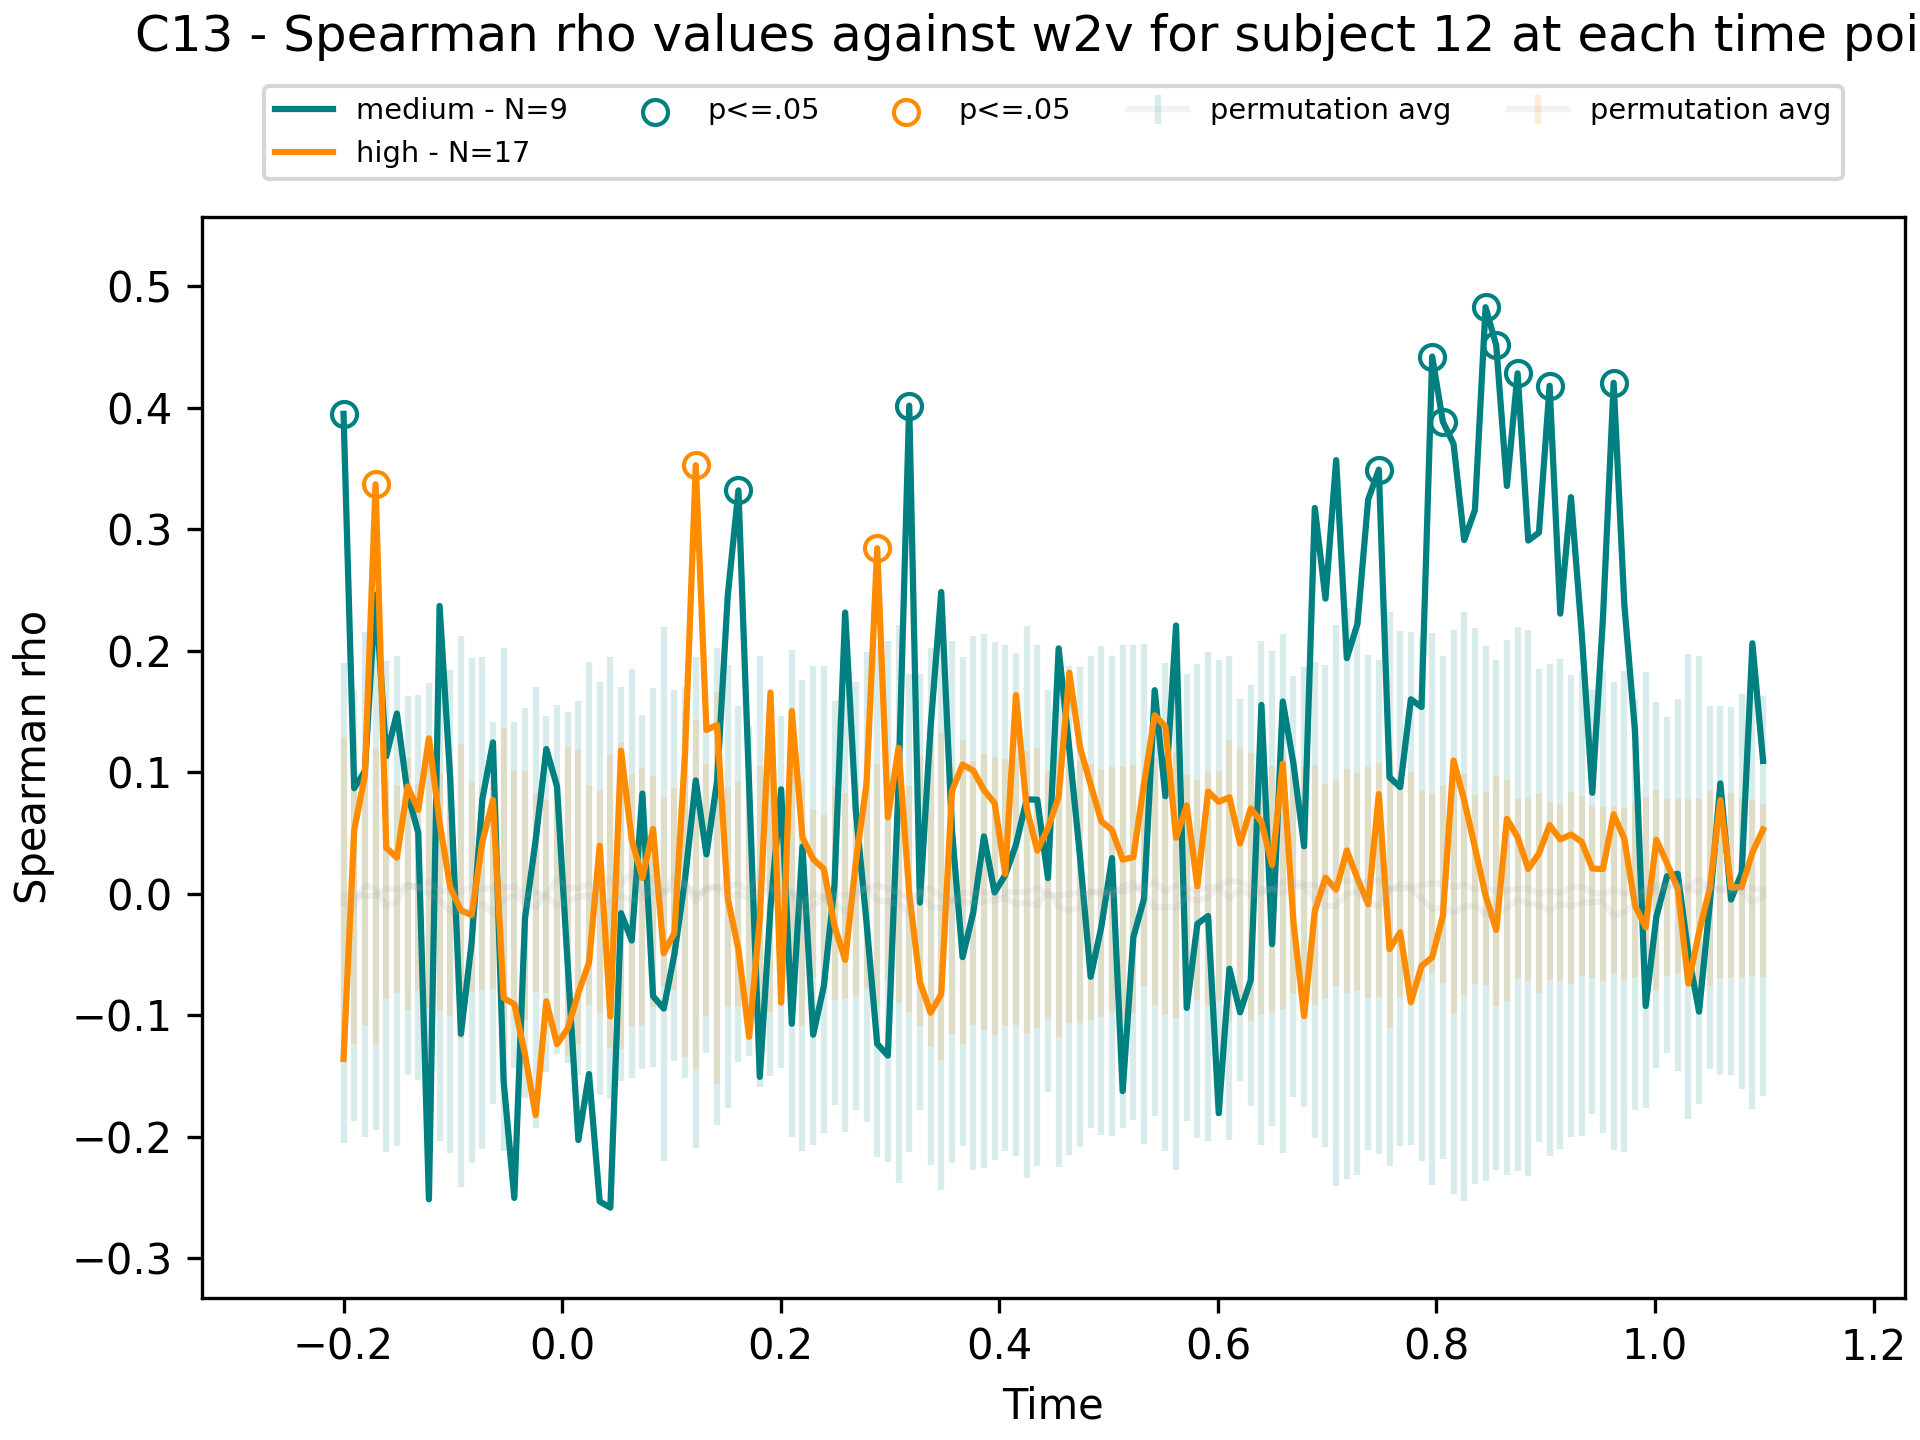 C13 - Spearman rho values against w2v for subject 12 at each time poi
medium - N=9
high - N=17
p<=.05
p<=.05
permutation avg
permutation avg
Spearman rho
0.5
0.4
0.3
0.2
0.1
0.0
−0.1
−0.2
−0.3
−0.2
0.0
0.2
0.4
0.6
0.8
1.0
1.2
Time